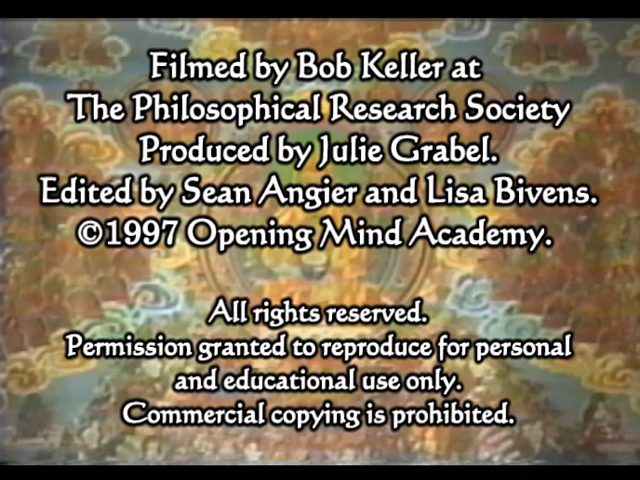 Filmed by Bob Keller at
The Philosophical Research Society
Produced by Julie Grabel.
Edited by Sean Angier and Lisa Bivens.
©1997 Opening Mind Academy.
All rights reserved.
Permission granted to reproduce for personal
and educational use only.
Commercial copying is prohibited.